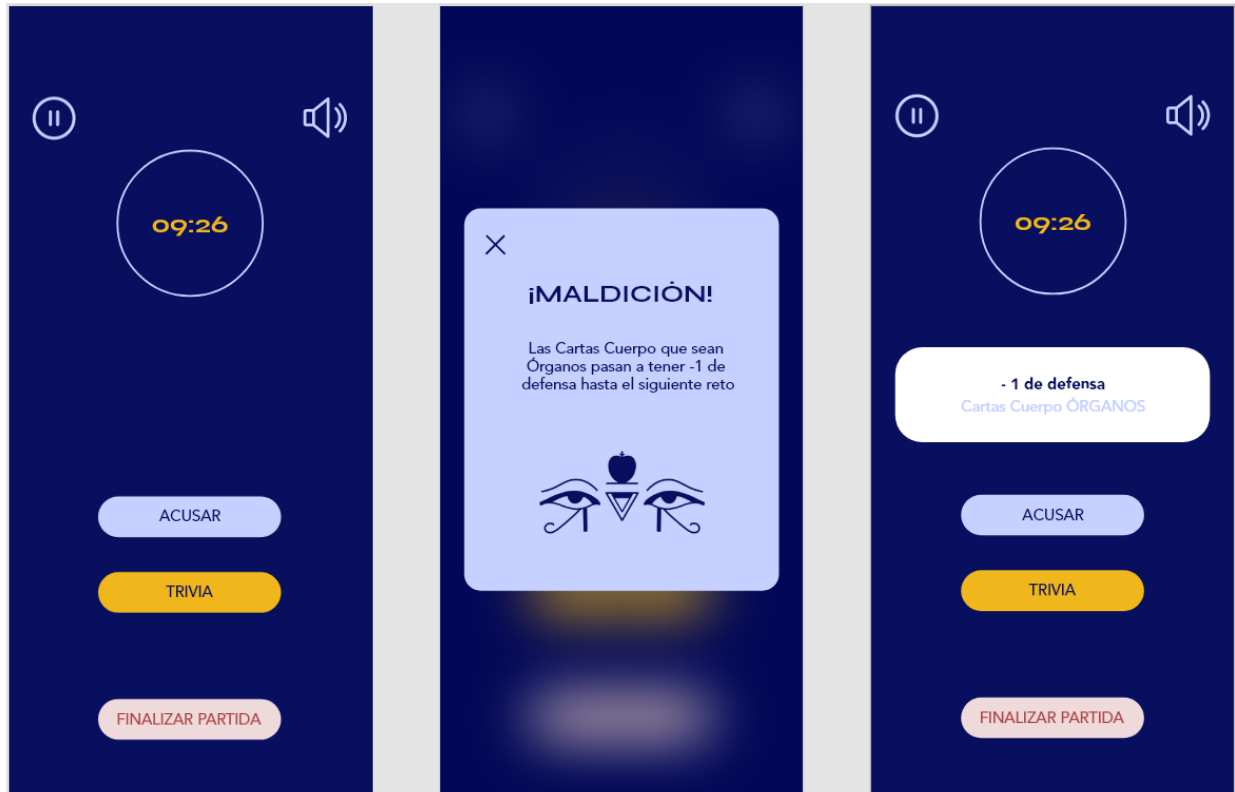 09:26
ACUSAR
TRIVIA
FINALIZAR PARTIDA
¡MALDICIÓN!
Las Cartas Cuerpo que sean
Órganos pasan a tener -1 de
defensa hasta el siguiente reto
09:26
- 1 de defensa
Cartas Cuerpo ÓRGANOS
ACUSAR
TRIVIA
FINALIZAR PARTIDA